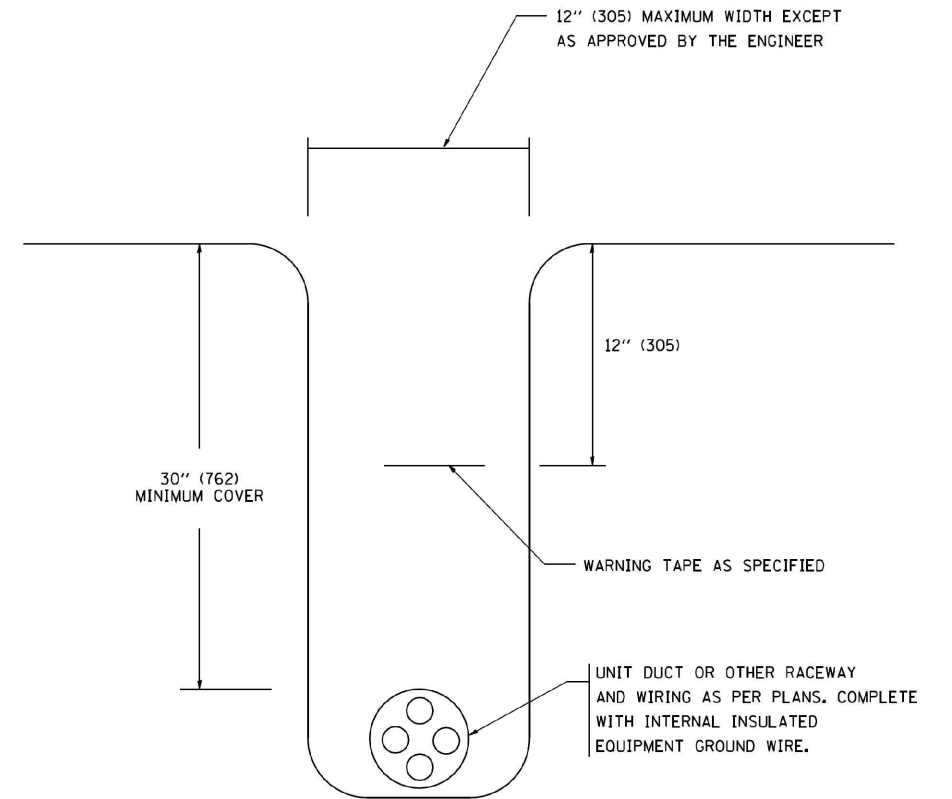 12'' (305) MAXIMUM WIDTH EXCEPT
AS APPROVED BY THE ENGINEER
12'' (305)
30'' (762)
MINIMUM COVER
WARNING TAPE AS SPECIFIED
UNIT DUCT OR OTHER RACEWAY
AND WIRING AS PER PLANS. COMPLETE
WITH INTERNAL INSULATED
EQUIPMENT GROUND WIRE.